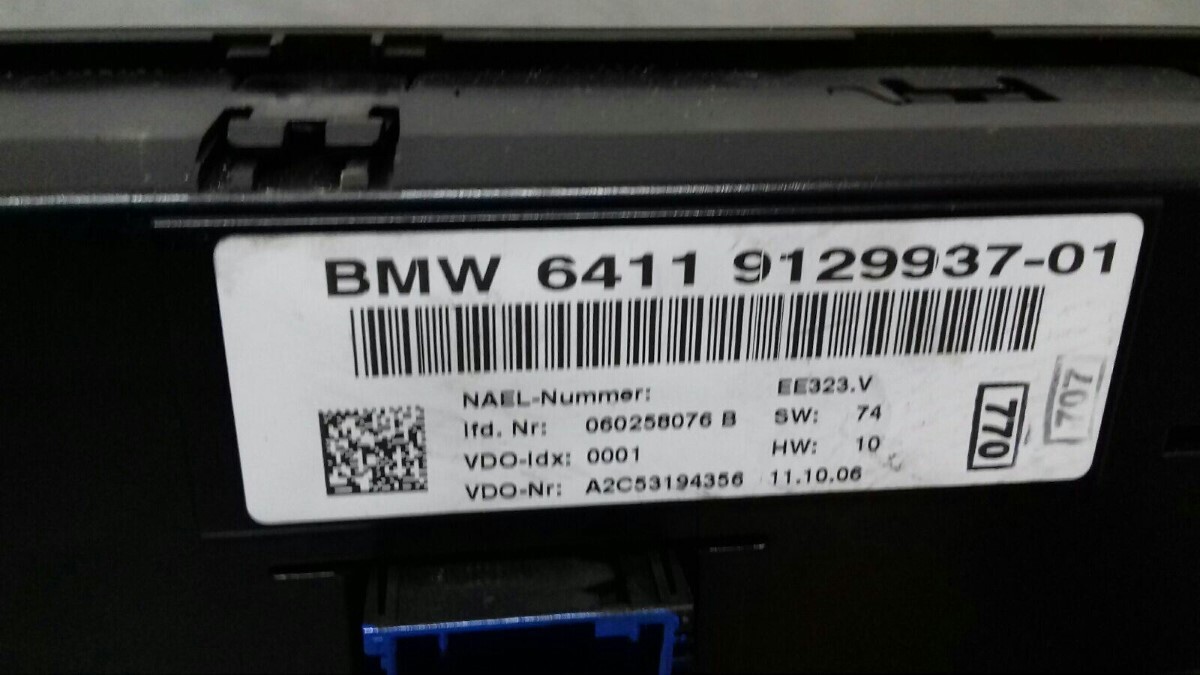 BMW 6411 9129937-01
NAEL-Nummer: EE323.V
lfd. Nr: 060258076 B SW: 74
VDO-Idx: 0001 HW: 10
VDO-Nr: A2C53194356 11.10.06
770
707